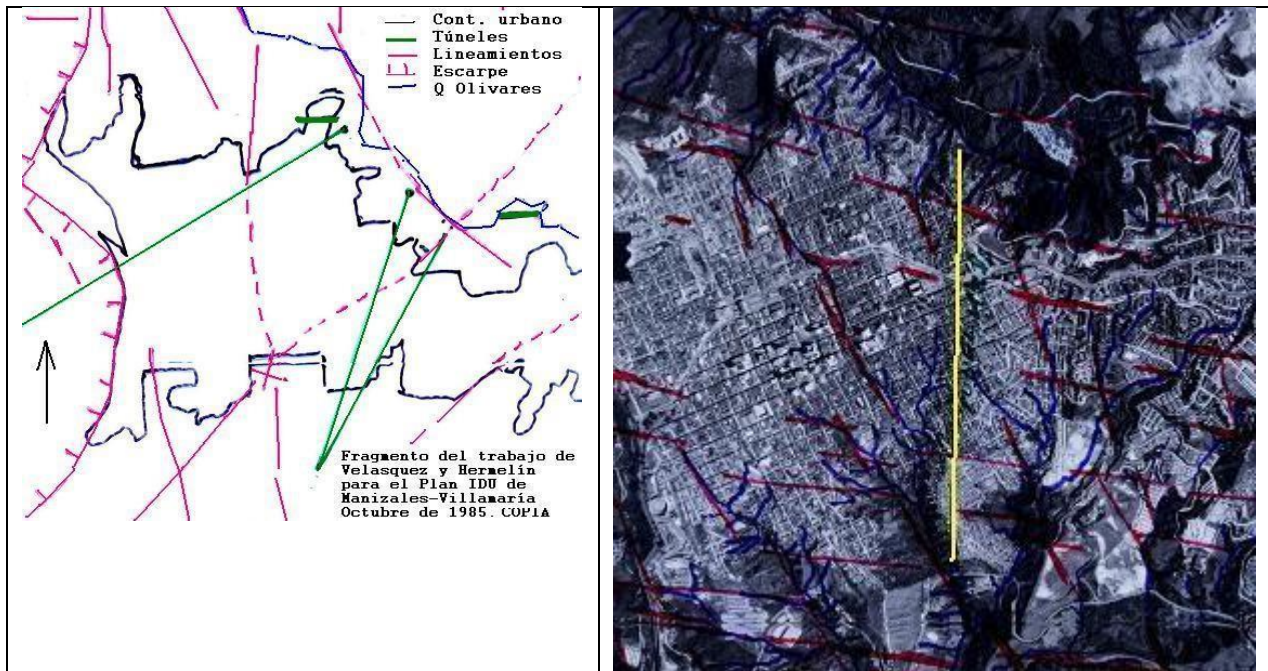 Cont. urbano
Túneles
Lineamientos
Escarpe
Q Olivares
Fragmento del trabajo de
Velasquez y Hermelín
para el Plan IDU de
Manizales-Villamaría
Octubre de 1985. COPIA